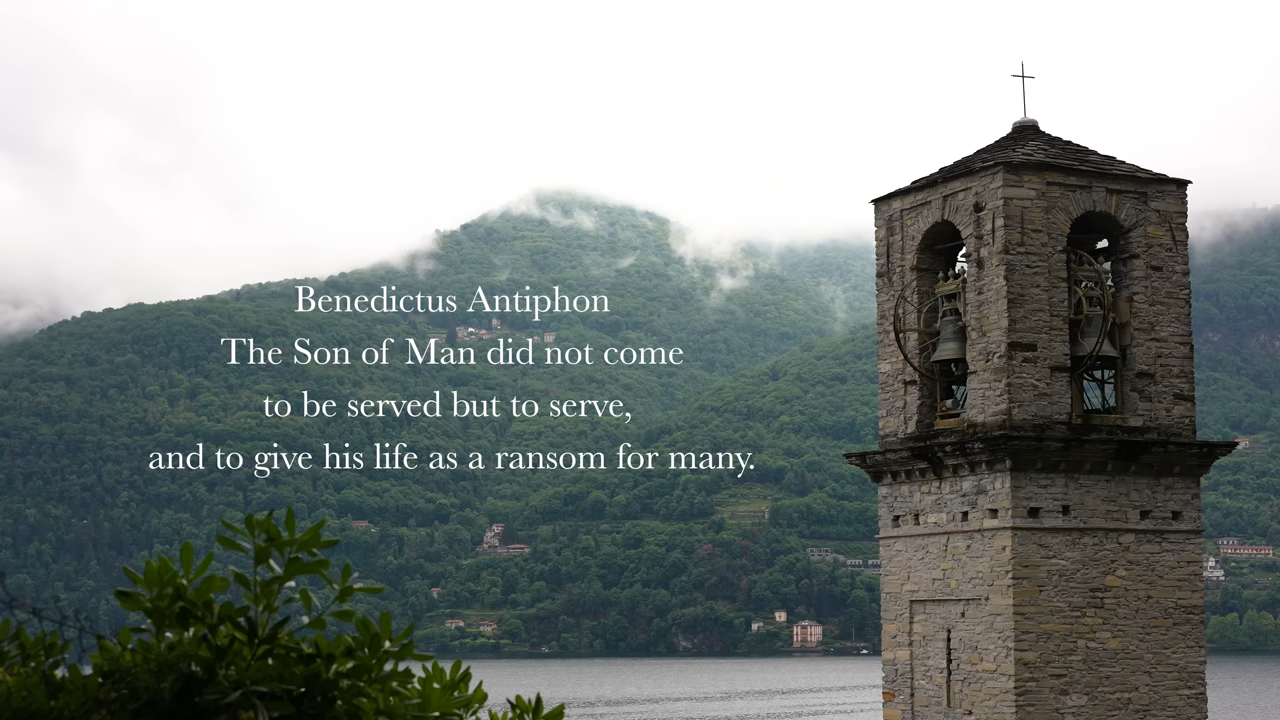 Benedictus Antiphon
The Son of Man did not come
to be served but to serve,
and to give his life as a ransom for many.